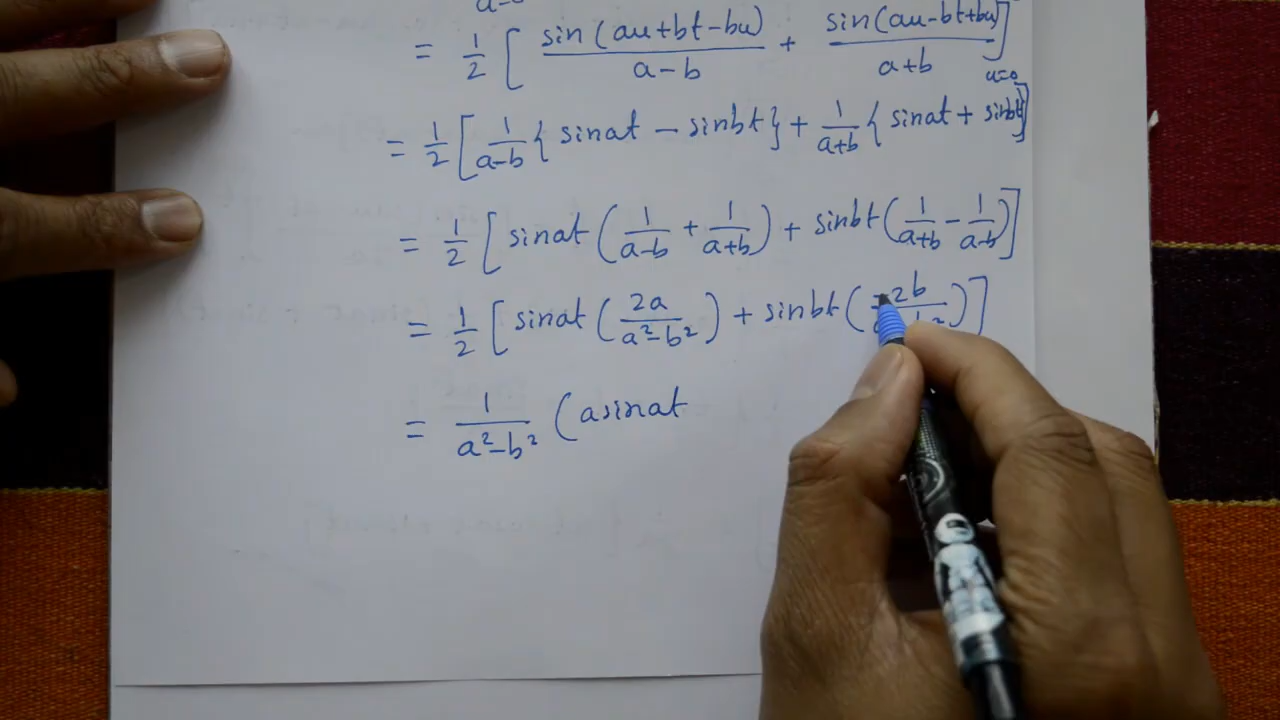 = 1/2 [ sin(au+bt-bu)/(a-b) + sin(au-bt+bu)/(a+b) ] u=0
= 1/2 [ 1/(a-b) { sinat - sinbt } + 1/(a+b) { sinat + sinbt } ]
= 1/2 [ sinat ( 1/(a-b) + 1/(a+b) ) + sinbt ( 1/(a+b) - 1/(a-b) ) ]
= 1/2 [ sinat ( 2a/(a²-b²) ) + sinbt ( -2b/ ) ]
= 1/(a²-b²) ( asinat